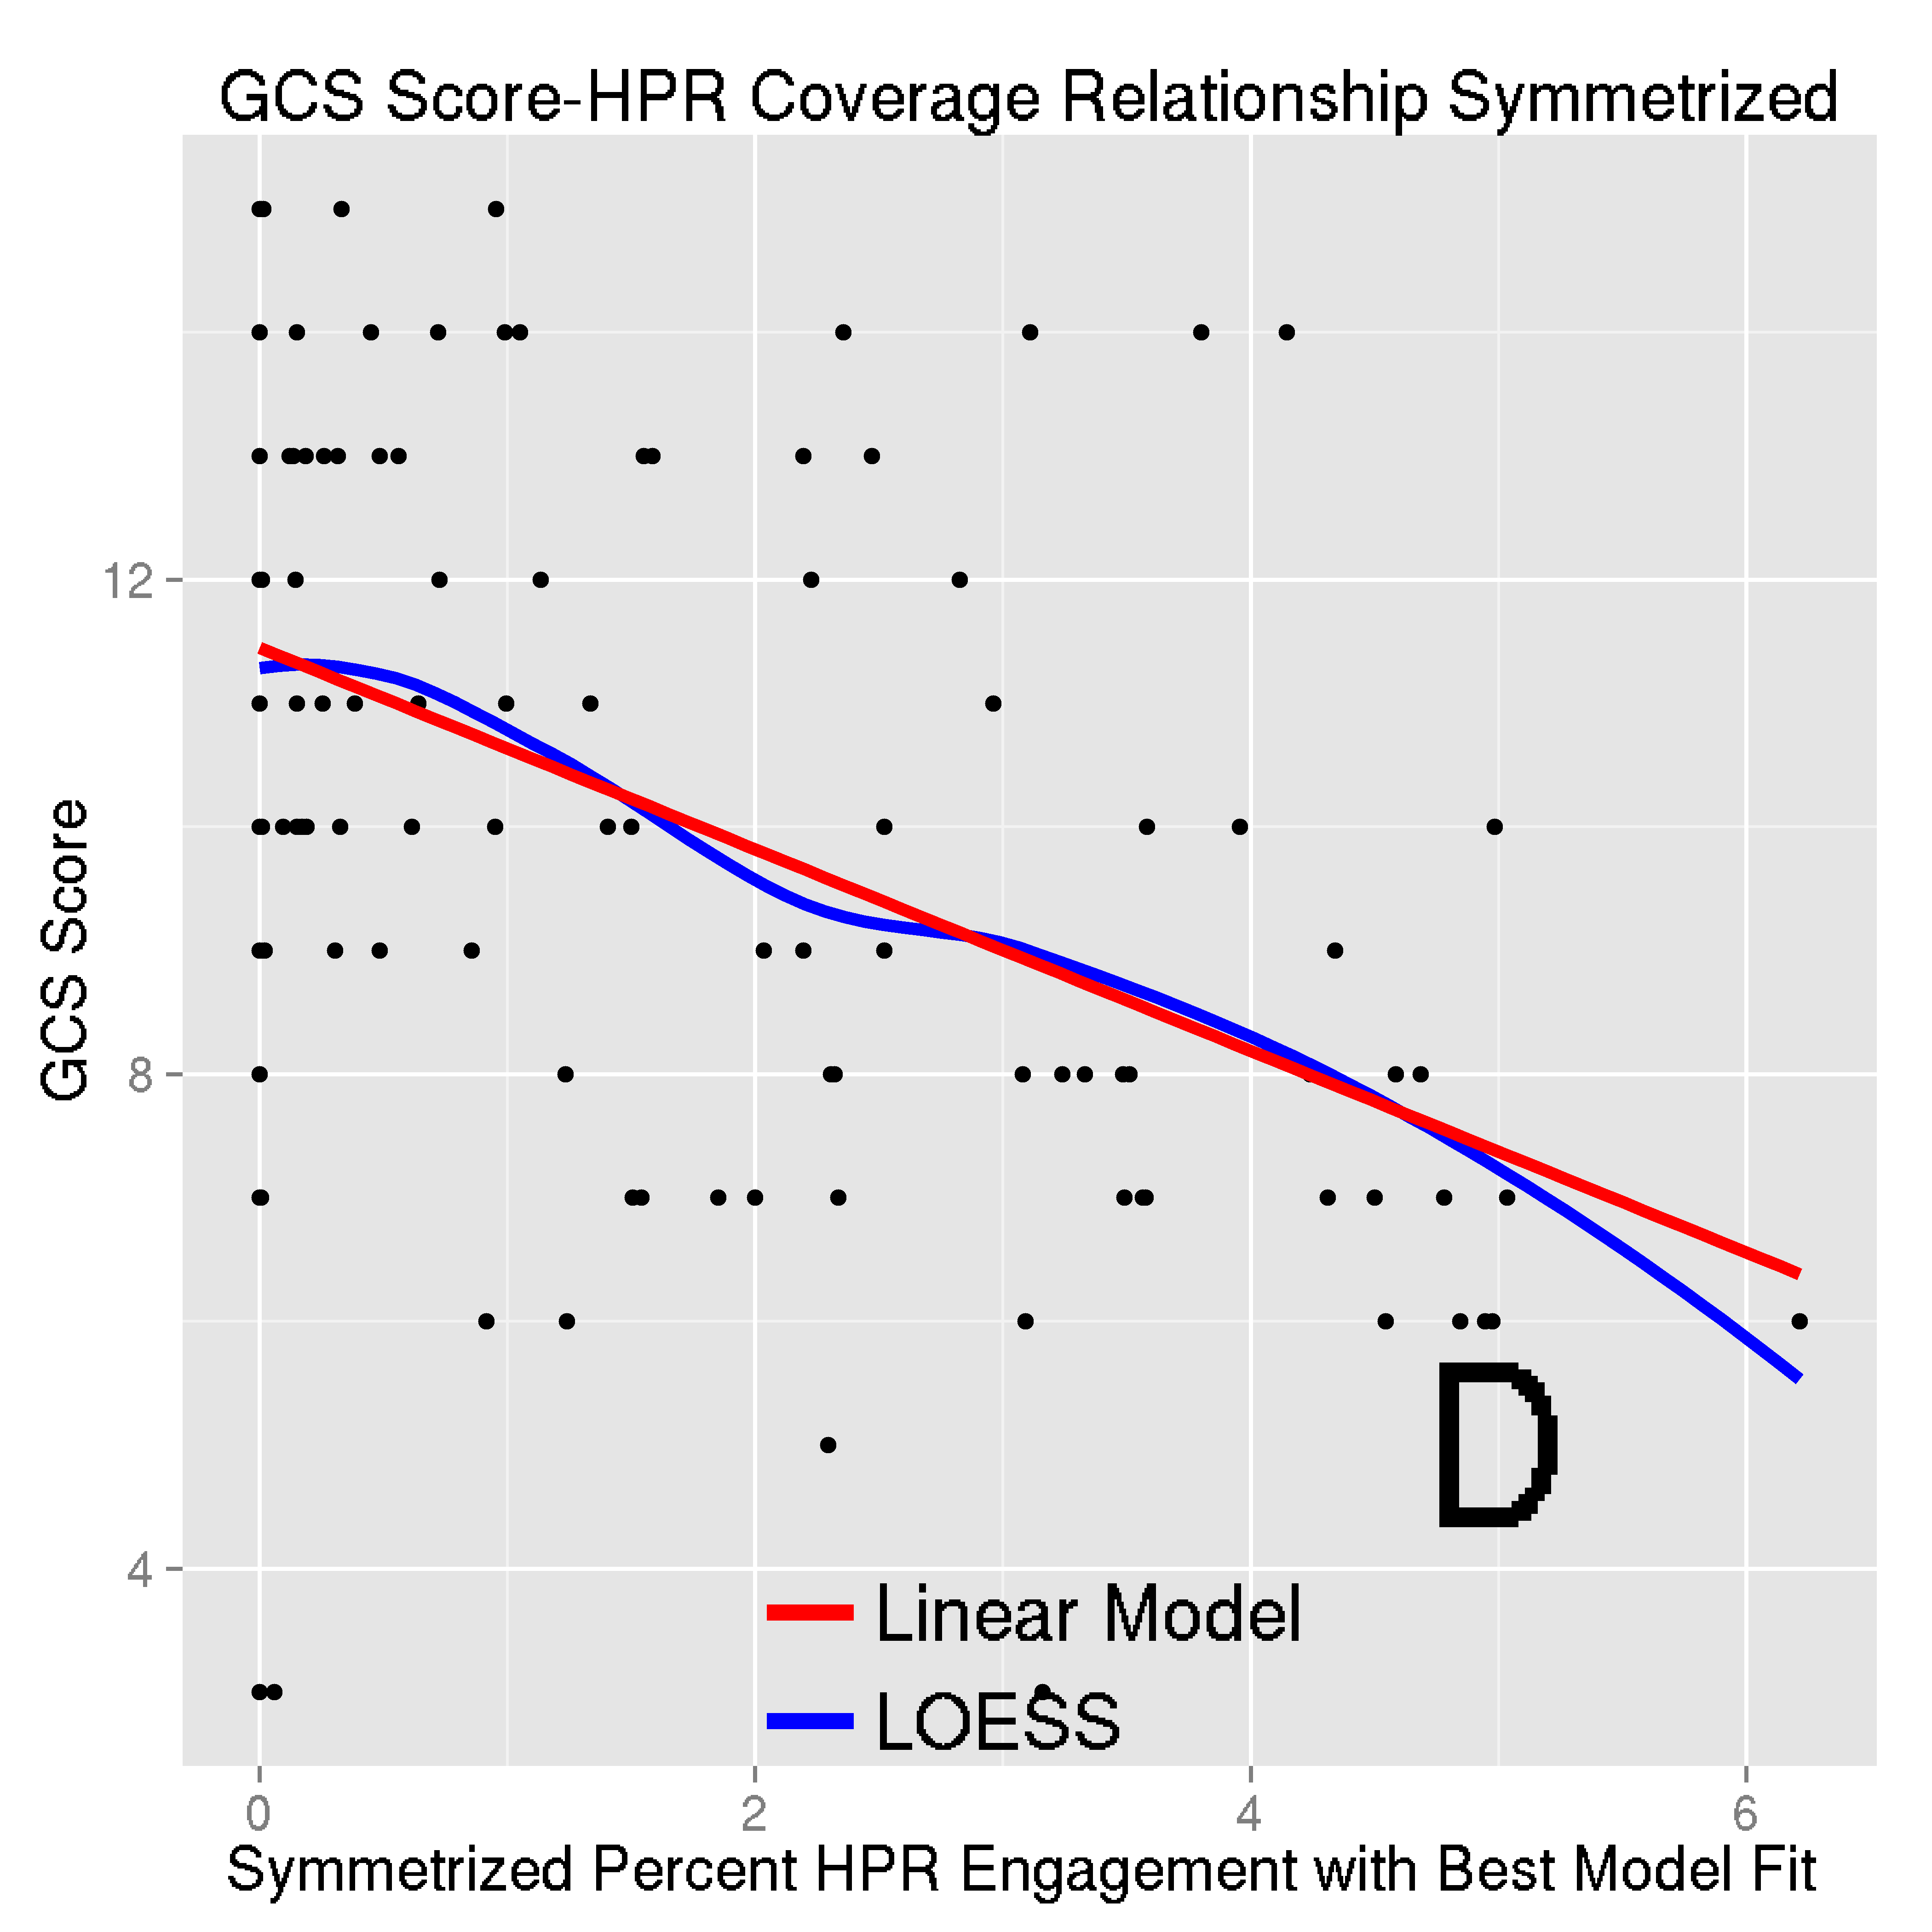 GCS Score-HPR Coverage Relationship Symmetrized
12
8
4
GCS Score
D
Linear Model
LOESS
0 2 4 6
Symmetrized Percent HPR Engagement with Best Model Fit